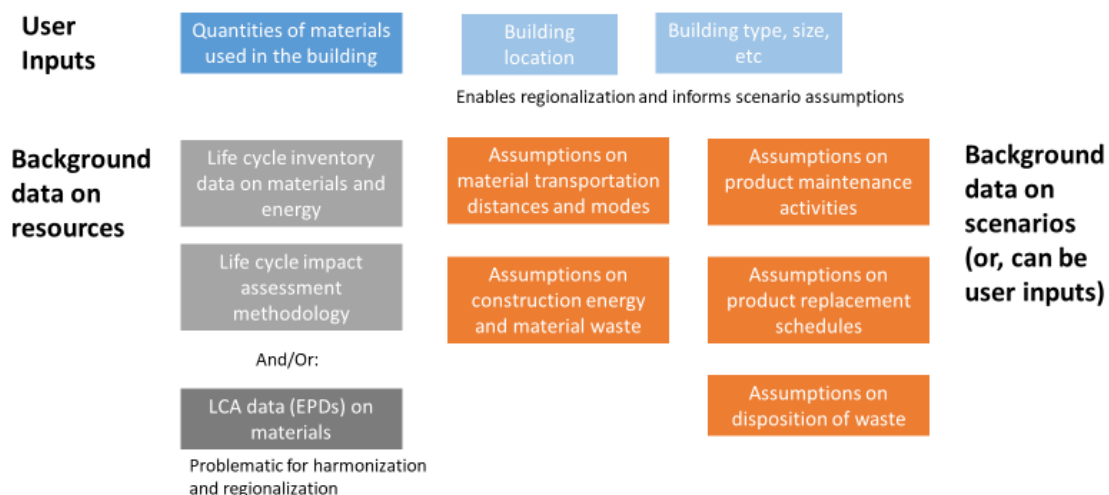 User
Inputs
Quantities of materials
used in the building
Building
location
Building type, size,
etc
Enables regionalization and informs scenario assumptions
Background
data on
resources
Life cycle inventory
data on materials and
energy
Assumptions on
material transportation
distances and modes
Assumptions on
product maintenance
activities
Background
data on
scenarios
(or, can be
user inputs)
Life cycle impact
assessment
methodology
Assumptions on
construction energy
and material waste
Assumptions on
product replacement
schedules
And/Or:
LCA data (EPDs) on
materials
Assumptions on
disposition of waste
Problematic for harmonization
and regionalization